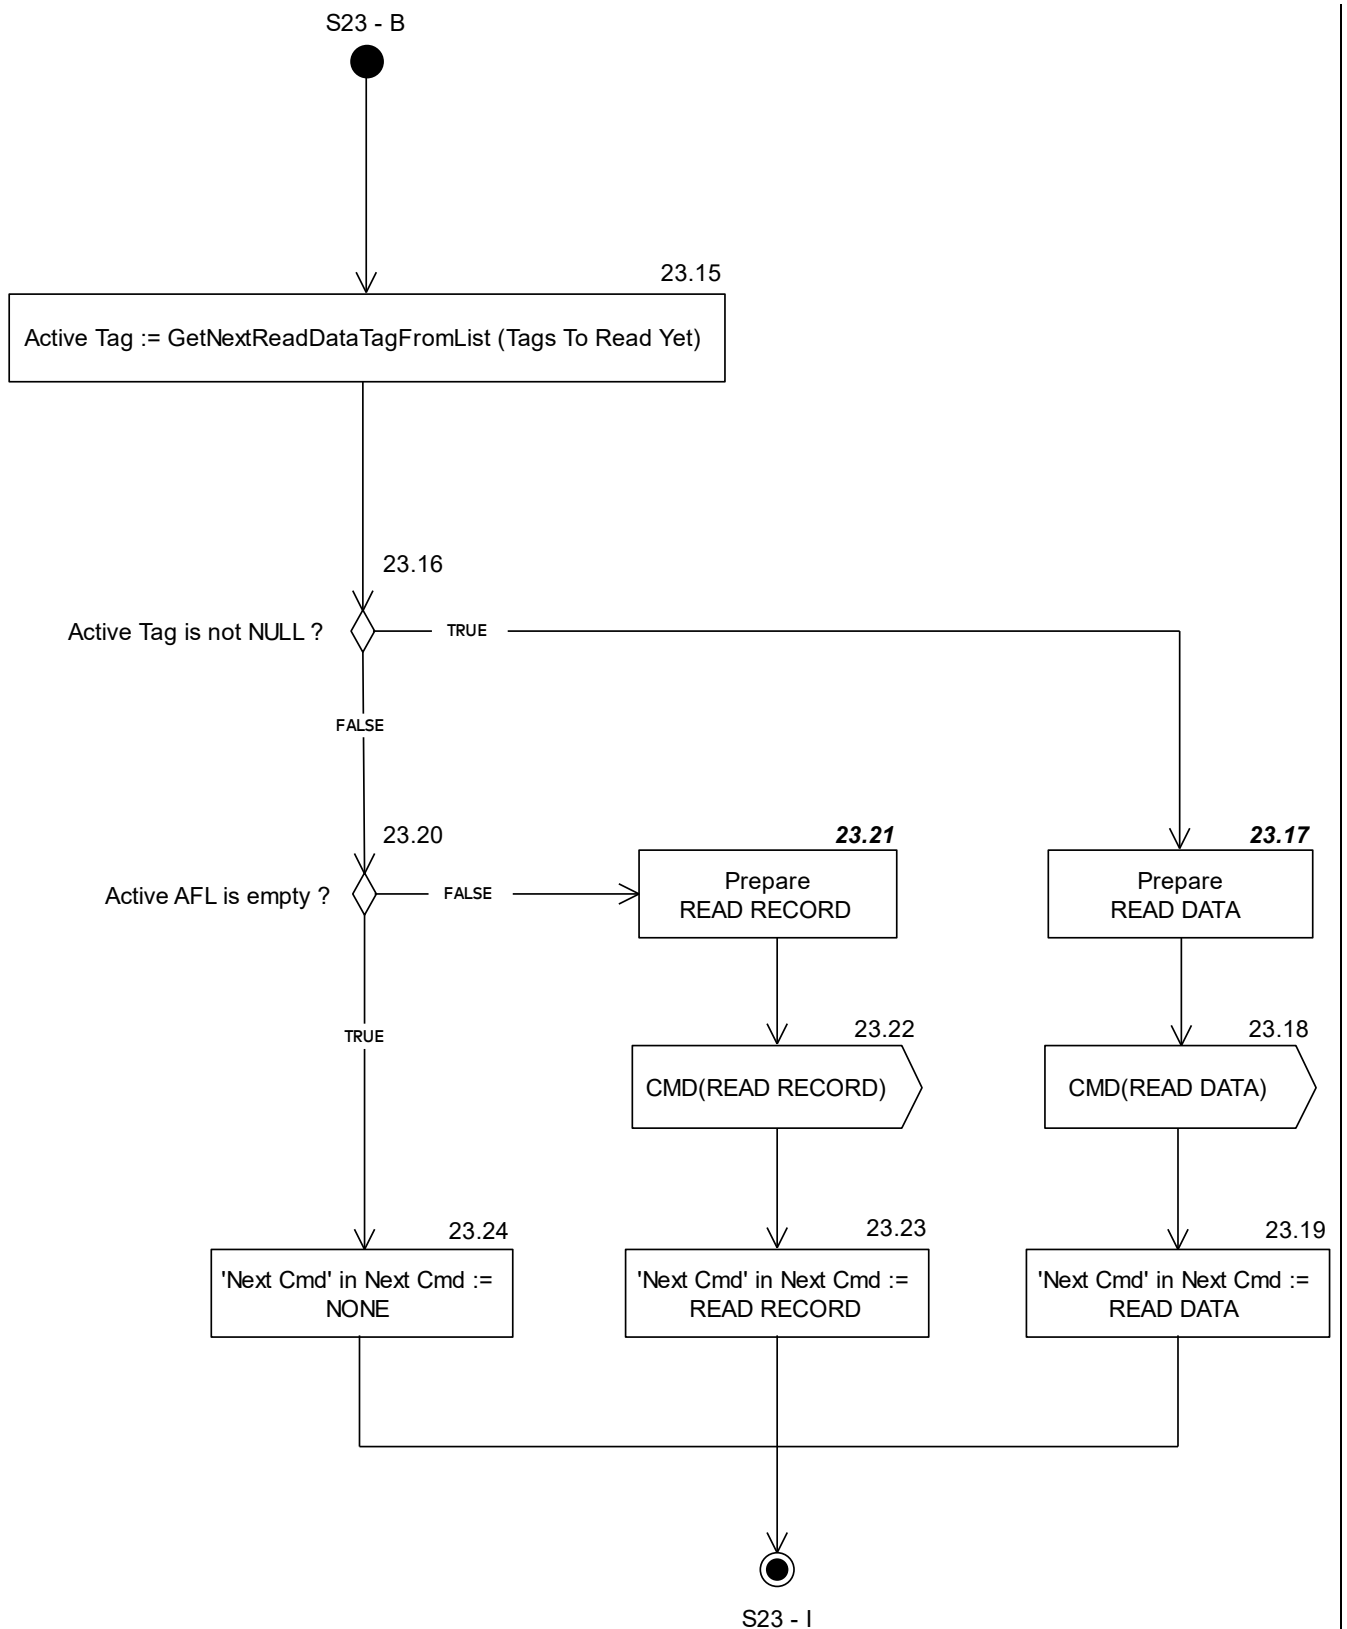 S23 - B
23.15
Active Tag := GetNextReadDataTagFromList (Tags To Read Yet)
23.16
Active Tag is not NULL ?
TRUE
FALSE
23.20
Active AFL is empty ?
FALSE
23.21
Prepare
READ RECORD
23.17
Prepare
READ DATA
TRUE
23.22
CMD(READ RECORD)
23.18
CMD(READ DATA)
23.24
'Next Cmd' in Next Cmd :=
NONE
23.23
'Next Cmd' in Next Cmd :=
READ RECORD
23.19
'Next Cmd' in Next Cmd :=
READ DATA
S23 - I